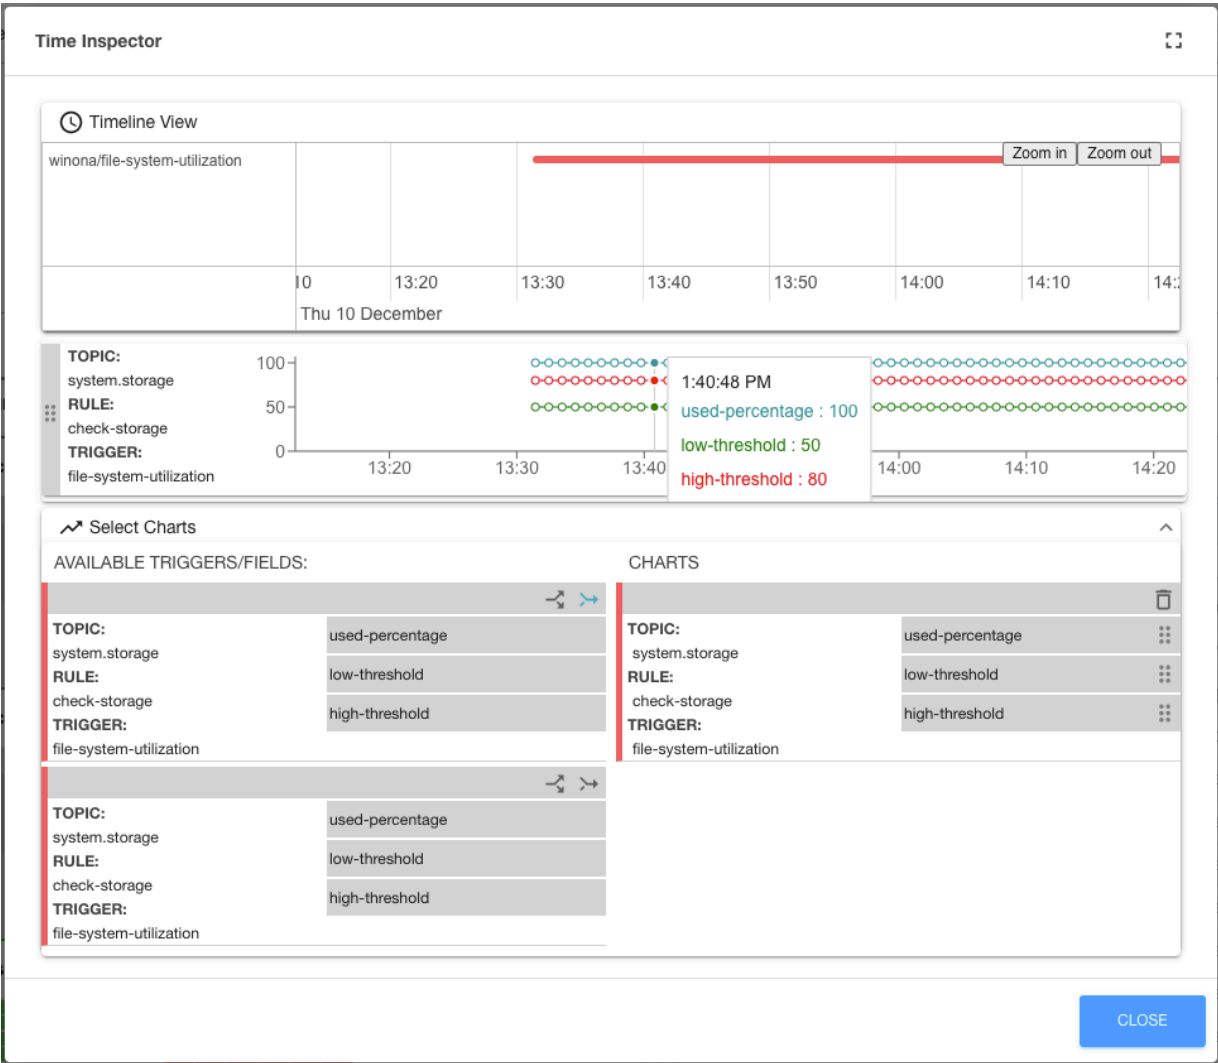 Time Inspector
Timeline View
winona/file-system-utilization
Zoom in Zoom out
10 13:20 13:30 13:40 13:50 14:00 14:10 14:2
Thu 10 December
TOPIC:
system.storage
RULE:
check-storage
TRIGGER:
file-system-utilization
100
50
0
13:20 13:30 13:40 14:00 14:10 14:20
1:40:48 PM
used-percentage : 100
low-threshold : 50
high-threshold : 80
Select Charts
AVAILABLE TRIGGERS/FIELDS:
TOPIC:
system.storage
RULE:
check-storage
TRIGGER:
file-system-utilization
used-percentage
low-threshold
high-threshold
TOPIC:
system.storage
RULE:
check-storage
TRIGGER:
file-system-utilization
used-percentage
low-threshold
high-threshold
CHARTS
TOPIC:
system.storage
RULE:
check-storage
TRIGGER:
file-system-utilization
used-percentage
low-threshold
high-threshold
CLOSE